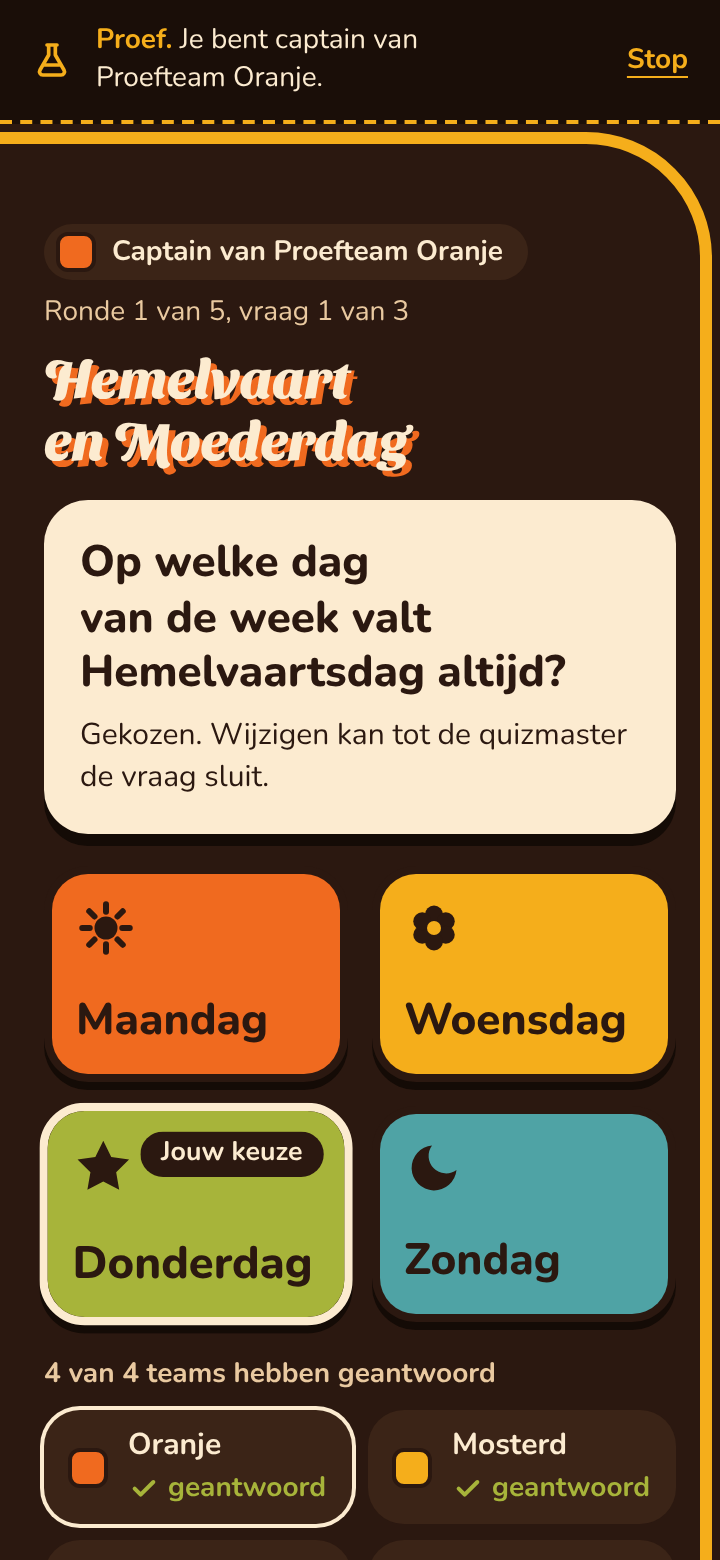 Proef. Je bent captain van
Proefteam Oranje.
Stop
Captain van Proefteam Oranje
Ronde 1 van 5, vraag 1 van 3
Hemelvaart
en Moederdag
Op welke dag
van de week valt
Hemelvaartsdag altijd?
Gekozen. Wijzigen kan tot de quizmaster
de vraag sluit.
Maandag
Woensdag
Jouw keuze
Donderdag
Zondag
4 van 4 teams hebben geantwoord
Oranje
geantwoord
Mosterd
geantwoord